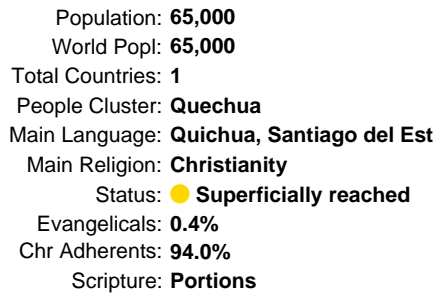 Population: 65,000
World Popl: 65,000
Total Countries: 1
People Cluster: Quechua
Main Language: Quichua, Santiago del Est
Main Religion: Christianity
Status: Superficially reached
Evangelicals: 0.4%
Chr Adherents: 94.0%
Scripture: Portions